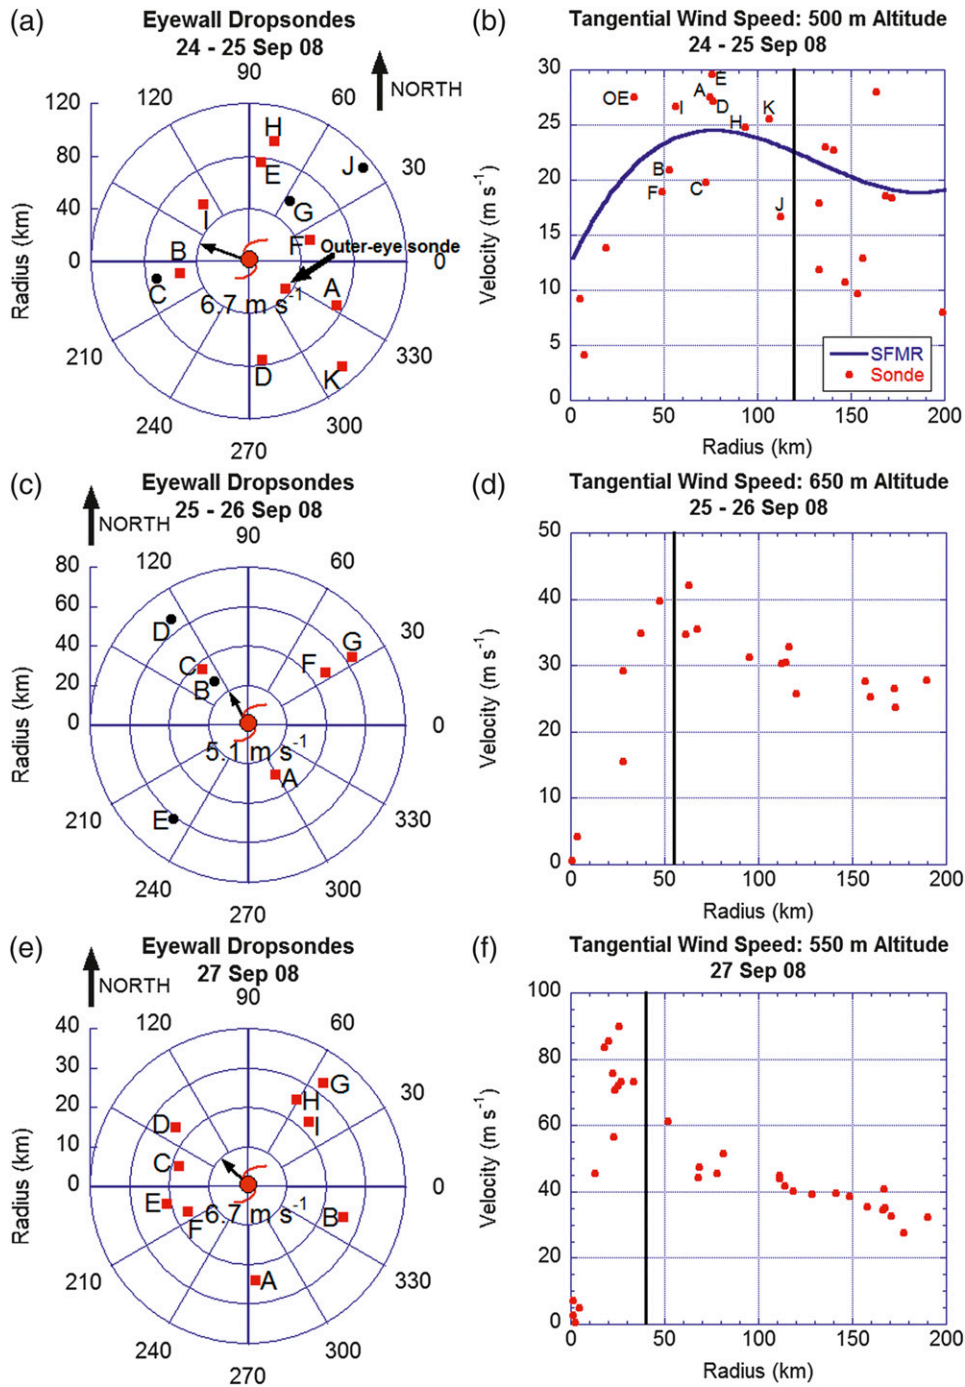 (a)
Eyewall Dropsondes
24 - 25 Sep 08
90
NORTH
120
60
120
H
80
E
J
30
40
I
G
Radius (km)
F
Outer-eye sonde
B
0
0
C
6.7 m s-1
A
210
330
D
K
240
300
270
(b)
Tangential Wind Speed: 500 m Altitude
24 - 25 Sep 08
30
E
OE
A
I
D
K
25
H
20
B
F
C
J
15
10
5
0
Velocity (m s-1)
SFMR
Sonde
0 50 100 150 200
Radius (km)
(c)
Eyewall Dropsondes
25 - 26 Sep 08
NORTH
90
120
60
80
60
D
30
40
C
G
F
B
20
Radius (km)
0
0
5.1 m s-1
A
E
210
330
240
300
270
(d)
Tangential Wind Speed: 650 m Altitude
25 - 26 Sep 08
50
40
30
20
10
0
Velocity (m s-1)
0 50 100 150 200
Radius (km)
(e)
Eyewall Dropsondes
27 Sep 08
NORTH
90
120
60
40
30
G
H
30
20
D
I
10
C
Radius (km)
0
0
E
F
6.7 m s-1
B
A
210
330
240
300
270
(f)
Tangential Wind Speed: 550 m Altitude
27 Sep 08
100
80
60
40
20
0
Velocity (m s-1)
0 50 100 150 200
Radius (km)